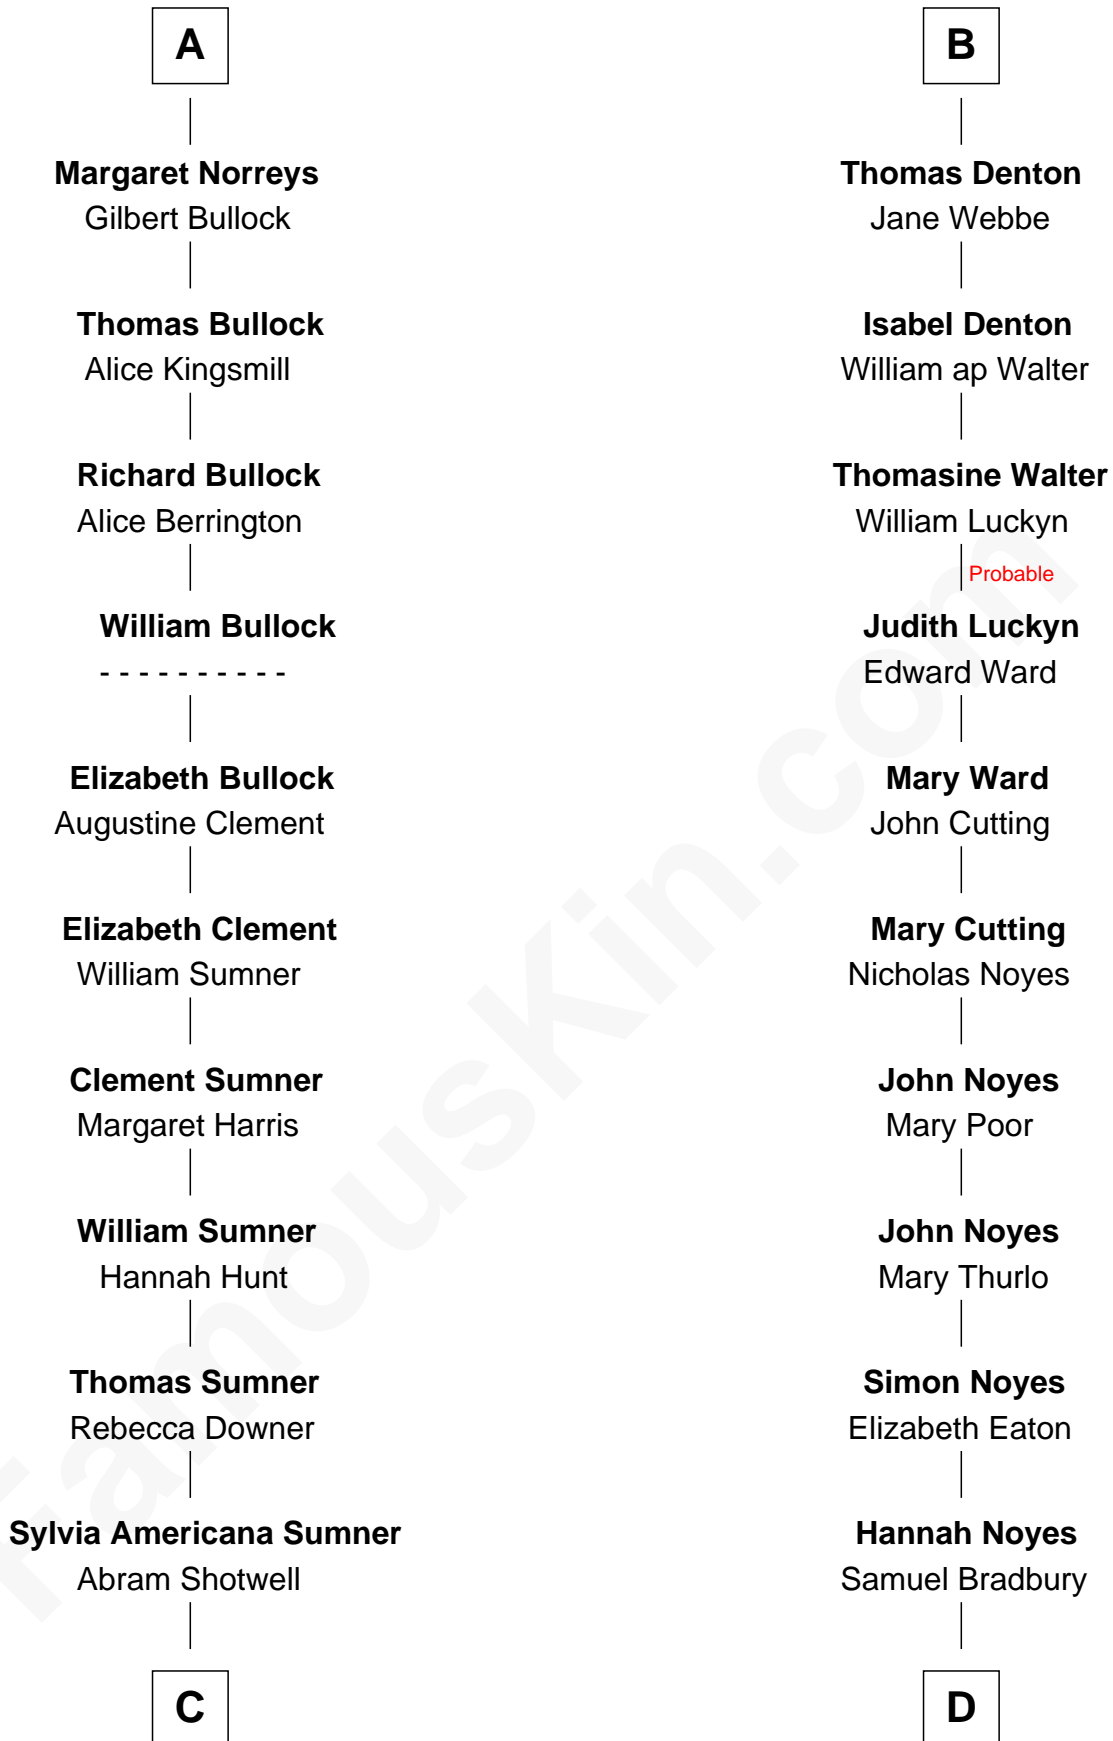 A
Margaret Norreys
Gilbert Bullock
Thomas Bullock
Alice Kingsmill
Richard Bullock
Alice Berrington
William Bullock
- - - - - - - - - -
Elizabeth Bullock
Augustine Clement
Elizabeth Clement
William Sumner
Clement Sumner
Margaret Harris
William Sumner
Hannah Hunt
Thomas Sumner
Rebecca Downer
Sylvia Americana Sumner
Abram Shotwell
C
B
Thomas Denton
Jane Webbe
Isabel Denton
William ap Walter
Thomasine Walter
William Luckyn
Probable
Judith Luckyn
Edward Ward
Mary Ward
John Cutting
Mary Cutting
Nicholas Noyes
John Noyes
Mary Poor
John Noyes
Mary Thurlo
Simon Noyes
Elizabeth Eaton
Hannah Noyes
Samuel Bradbury
D
FamousKin.com